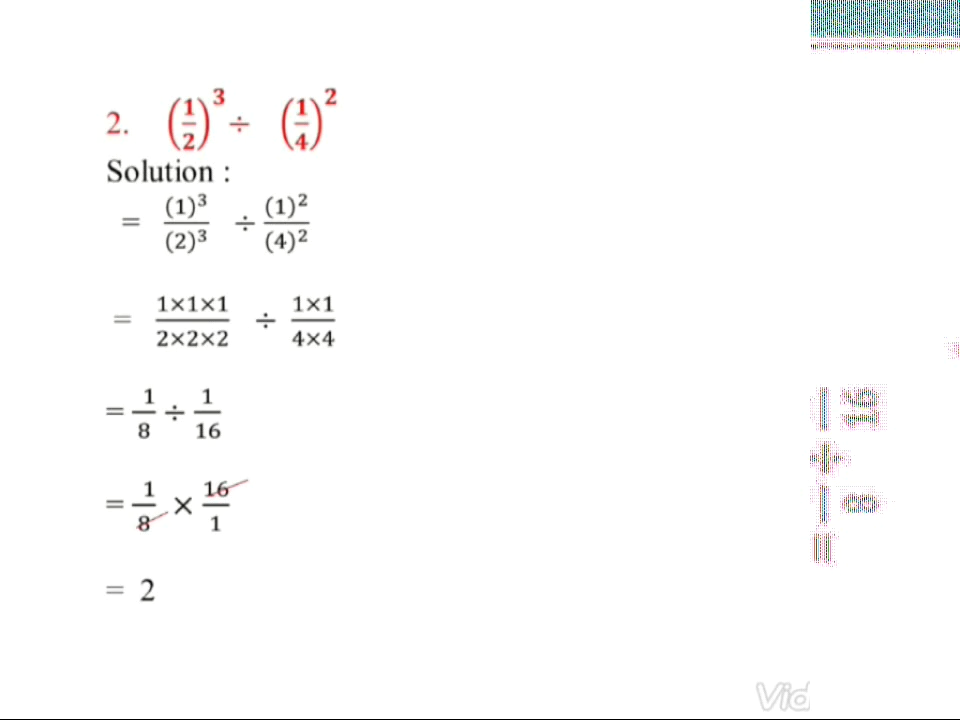 2. (1/2)³ ÷ (1/4)²
Solution :
= (1)³/(2)³ ÷ (1)²/(4)²
= 1×1×1/2×2×2 ÷ 1×1/4×4
= 1/8 ÷ 1/16
= 1/8 × 16/1
= 2
Vid